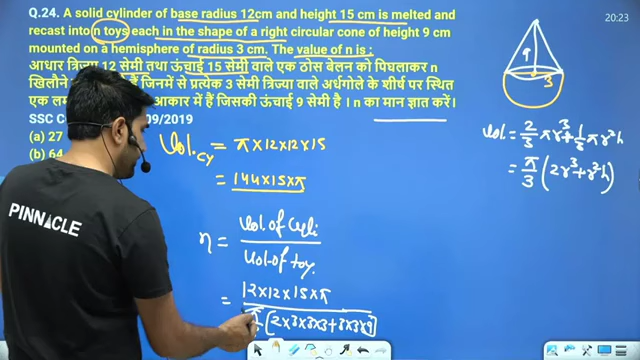 Q.24. A solid cylinder of base radius 12cm and height 15 cm is melted and
recast into n toys each in the shape of a right circular cone of height 9 cm
mounted on a hemisphere of radius 3 cm. The value of n is :
आधार त्रिज्या 12 सेमी तथा ऊंचाई 15 सेमी वाले एक ठोस बेलन को पिघलाकर n
खिलौने हैं जिनमें से प्रत्येक 3 सेमी त्रिज्या वाले अर्धगोले के शीर्ष पर स्थित
एक आकार में हैं जिसकी ऊंचाई 9 सेमी है। n का मान ज्ञात करें।
SSC 09/2019
(a) 27
(b) 64
20:23
9
3
Vol. = 2/3 πr³ + 1/3 πr²h
= π/3 (2r³+r²h)
Vol. cy = π×12×12×15
= 144×15×π
n = Vol. of Cyli / Vol. of toy.
= 12×12×15×π
[2×3×3×3+3×3×9]
PINNACLE